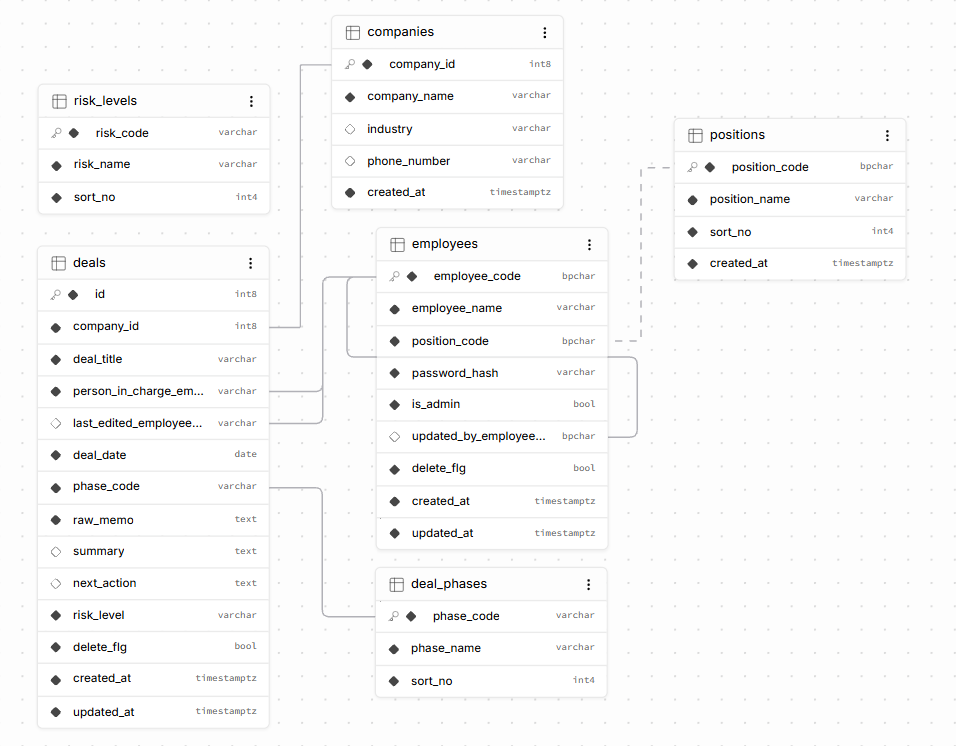 companies
company_id int8
company_name varchar
industry varchar
phone_number varchar
created_at timestamptz
risk_levels
risk_code varchar
risk_name varchar
sort_no int4
positions
position_code bpchar
position_name varchar
sort_no int4
created_at timestamptz
deals
id int8
company_id int8
deal_title varchar
person_in_charge_em... varchar
last_edited_employee... varchar
deal_date date
phase_code varchar
raw_memo text
summary text
next_action text
risk_level varchar
delete_flg bool
created_at timestamptz
updated_at timestamptz
employees
employee_code bpchar
employee_name varchar
position_code bpchar
password_hash varchar
is_admin bool
updated_by_employee... bpchar
delete_flg bool
created_at timestamptz
updated_at timestamptz
deal_phases
phase_code varchar
phase_name varchar
sort_no int4